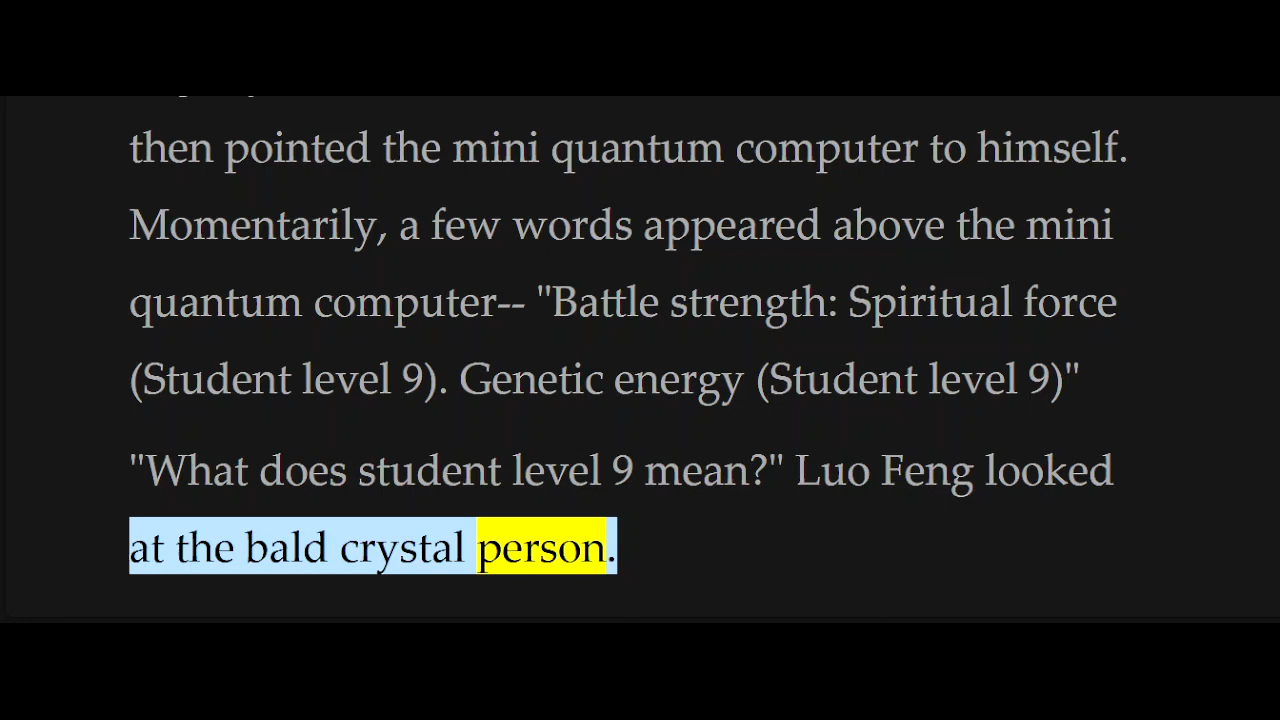 then pointed the mini quantum computer to himself.
Momentarily, a few words appeared above the mini
quantum computer-- "Battle strength: Spiritual force
(Student level 9). Genetic energy (Student level 9)"
"What does student level 9 mean?" Luo Feng looked
at the bald crystal person.